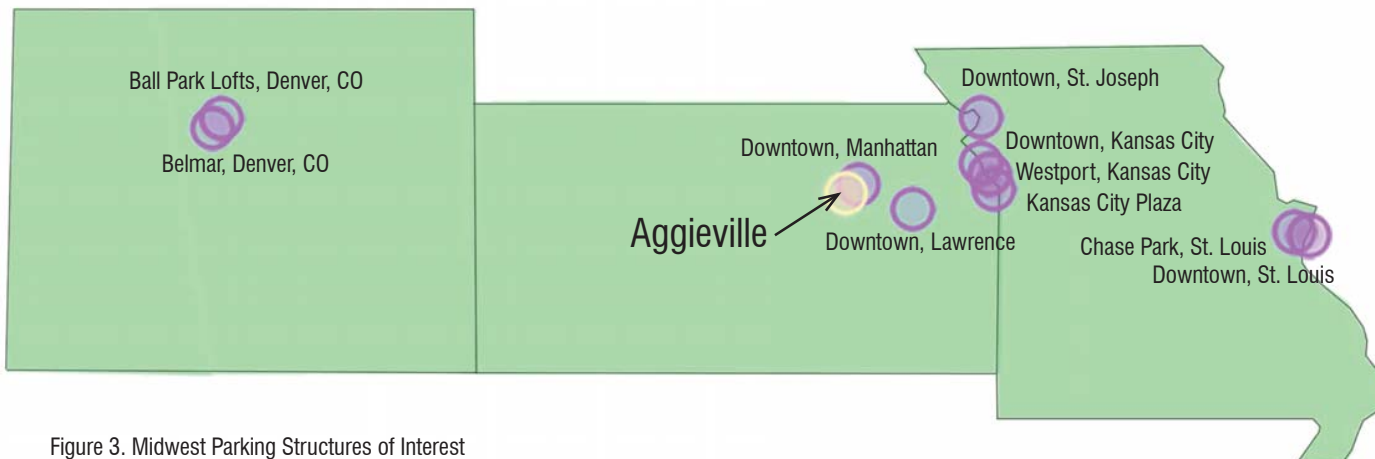 Ball Park Lofts, Denver, CO
Belmar, Denver, CO
Downtown, Manhattan
Aggieville
Downtown, Lawrence
Downtown, St. Joseph
Downtown, Kansas City
Westport, Kansas City
Kansas City Plaza
Chase Park, St. Louis
Downtown, St. Louis
Figure 3. Midwest Parking Structures of Interest